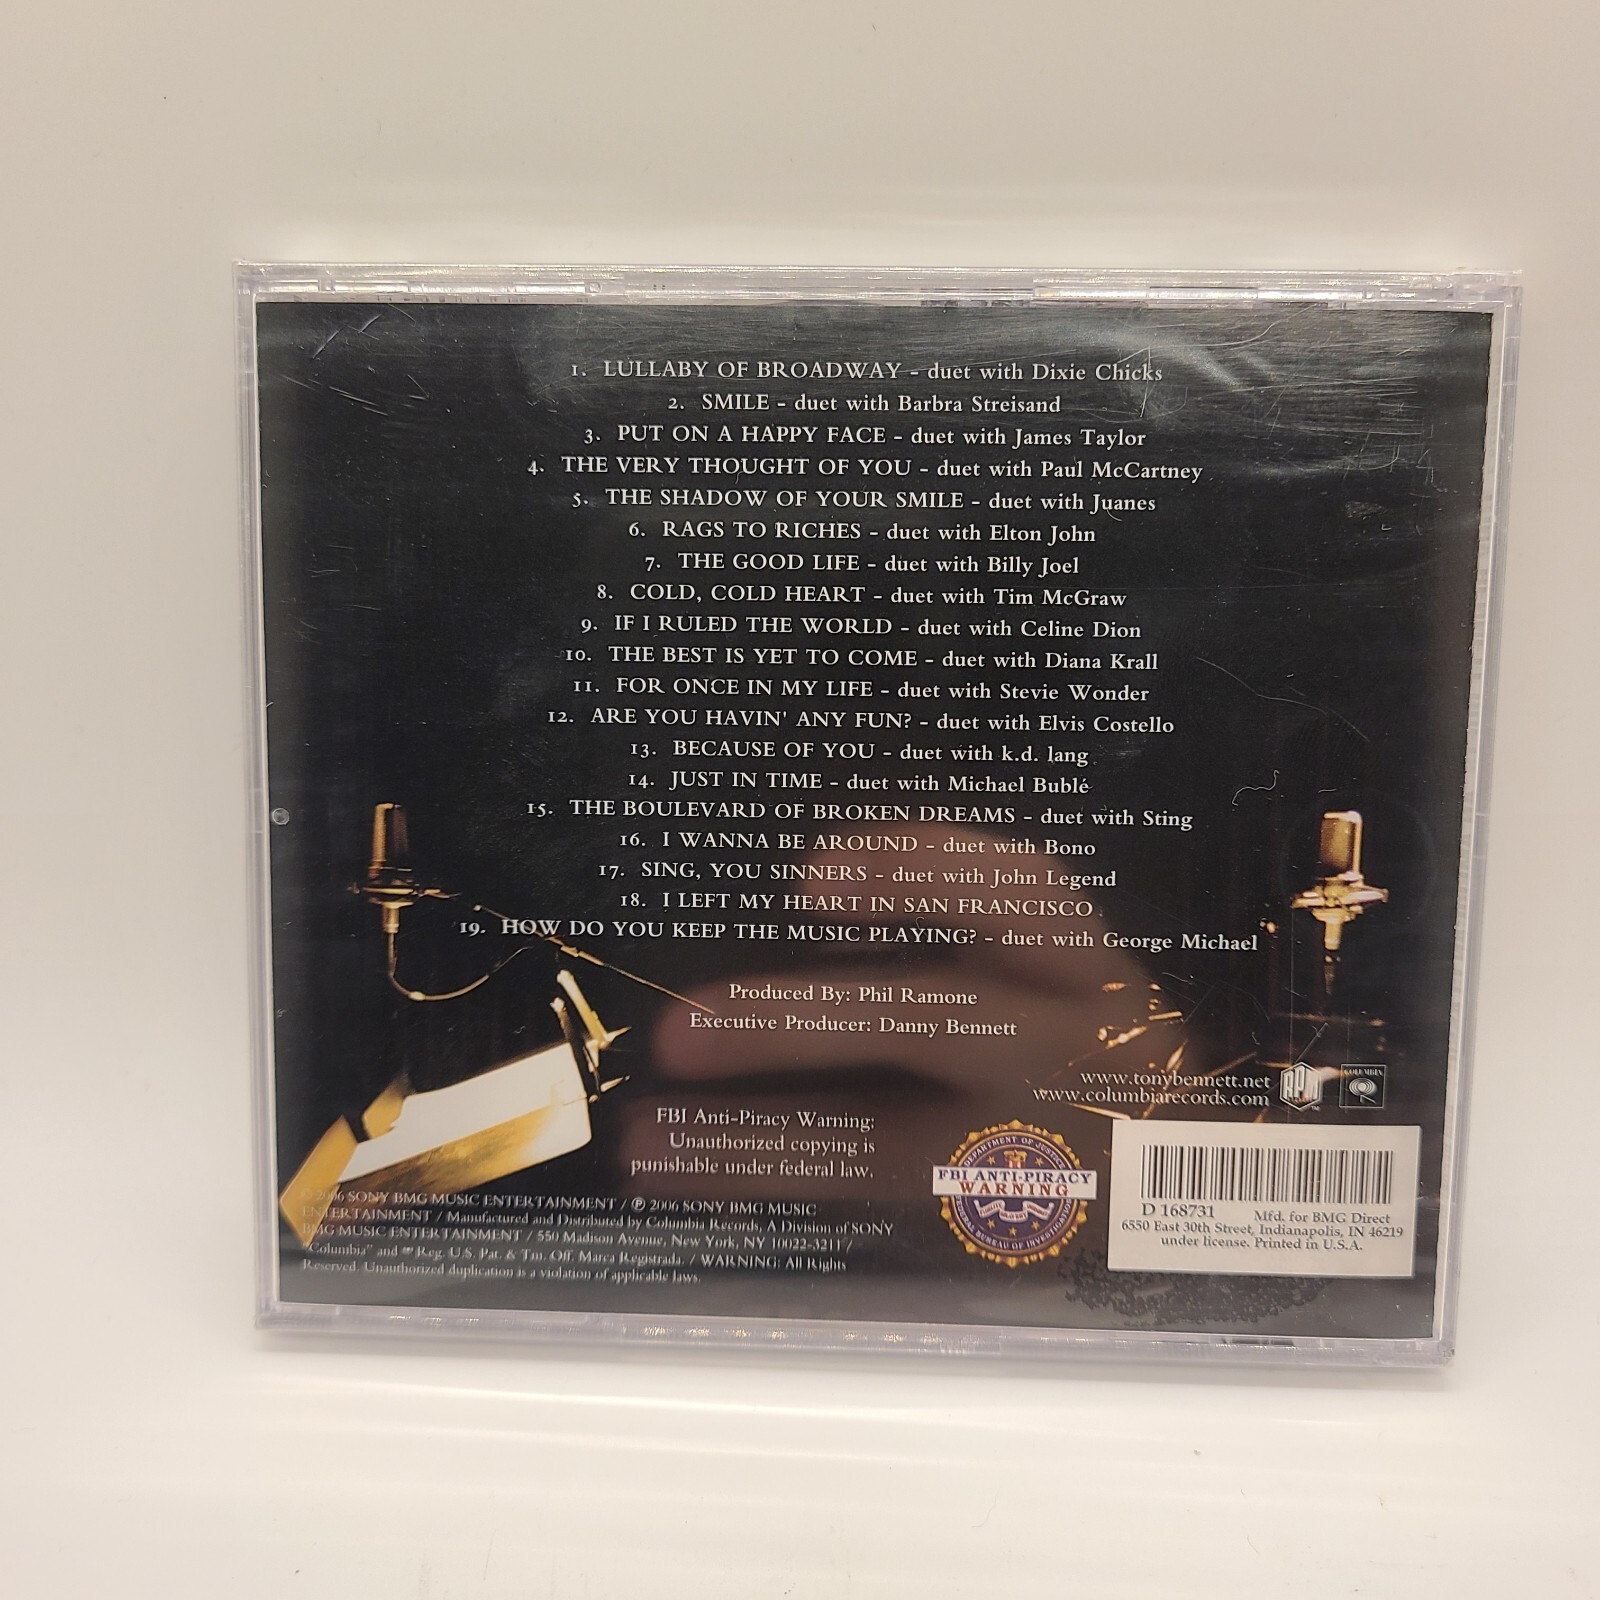 1. LULLABY OF BROADWAY - duet with Dixie Chicks
2. SMILE - duet with Barbra Streisand
3. PUT ON A HAPPY FACE - duet with James Taylor
4. THE VERY THOUGHT OF YOU - duet with Paul McCartney
5. THE SHADOW OF YOUR SMILE - duet with Juanes
6. RAGS TO RICHES - duet with Elton John
7. THE GOOD LIFE - duet with Billy Joel
8. COLD, COLD HEART - duet with Tim McGraw
9. IF I RULED THE WORLD - duet with Celine Dion
10. THE BEST IS YET TO COME - duet with Diana Krall
11. FOR ONCE IN MY LIFE - duet with Stevie Wonder
12. ARE YOU HAVIN' ANY FUN? - duet with Elvis Costello
13. BECAUSE OF YOU - duet with k.d. lang
14. JUST IN TIME - duet with Michael Bublé
15. THE BOULEVARD OF BROKEN DREAMS - duet with Sting
16. I WANNA BE AROUND - duet with Bono
17. SING, YOU SINNERS - duet with John Legend
18. I LEFT MY HEART IN SAN FRANCISCO
19. HOW DO YOU KEEP THE MUSIC PLAYING? - duet with George Michael
Produced By: Phil Ramone
Executive Producer: Danny Bennett
www.tonybennett.net
www.columbiarecords.com
RPM
TM
COLUMBIA
FBI Anti-Piracy Warning:
Unauthorized copying is
punishable under federal law.
© 2006 SONY BMG MUSIC ENTERTAINMENT / ℗ 2006 SONY BMG MUSIC
ENTERTAINMENT / Manufactured and Distributed by Columbia Records, A Division of SONY
BMG MUSIC ENTERTAINMENT / 550 Madison Avenue, New York, NY 10022-3211 /
"Columbia" and Reg. U.S. Pat. & Tm. Off. Marca Registrada. / WARNING: All Rights
Reserved. Unauthorized duplication is a violation of applicable laws.
DEPARTMENT OF JUSTICE
FBI ANTI-PIRACY
WARNING
FEDERAL BUREAU OF INVESTIGATION
D 168731 Mfd. for BMG Direct
6550 East 30th Street, Indianapolis, IN 46219
under license. Printed in U.S.A.